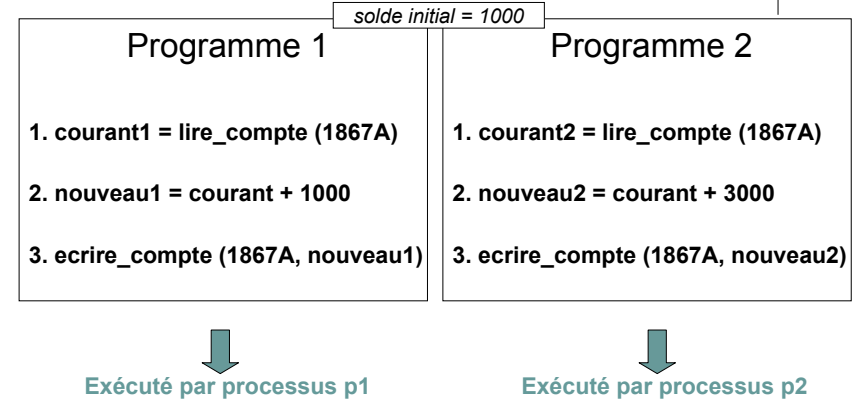 solde initial = 1000
Programme 1
1. courant1 = lire_compte (1867A)
2. nouveau1 = courant + 1000
3. ecrire_compte (1867A, nouveau1)
Exécuté par processus p1
Programme 2
1. courant2 = lire_compte (1867A)
2. nouveau2 = courant + 3000
3. ecrire_compte (1867A, nouveau2)
Exécuté par processus p2